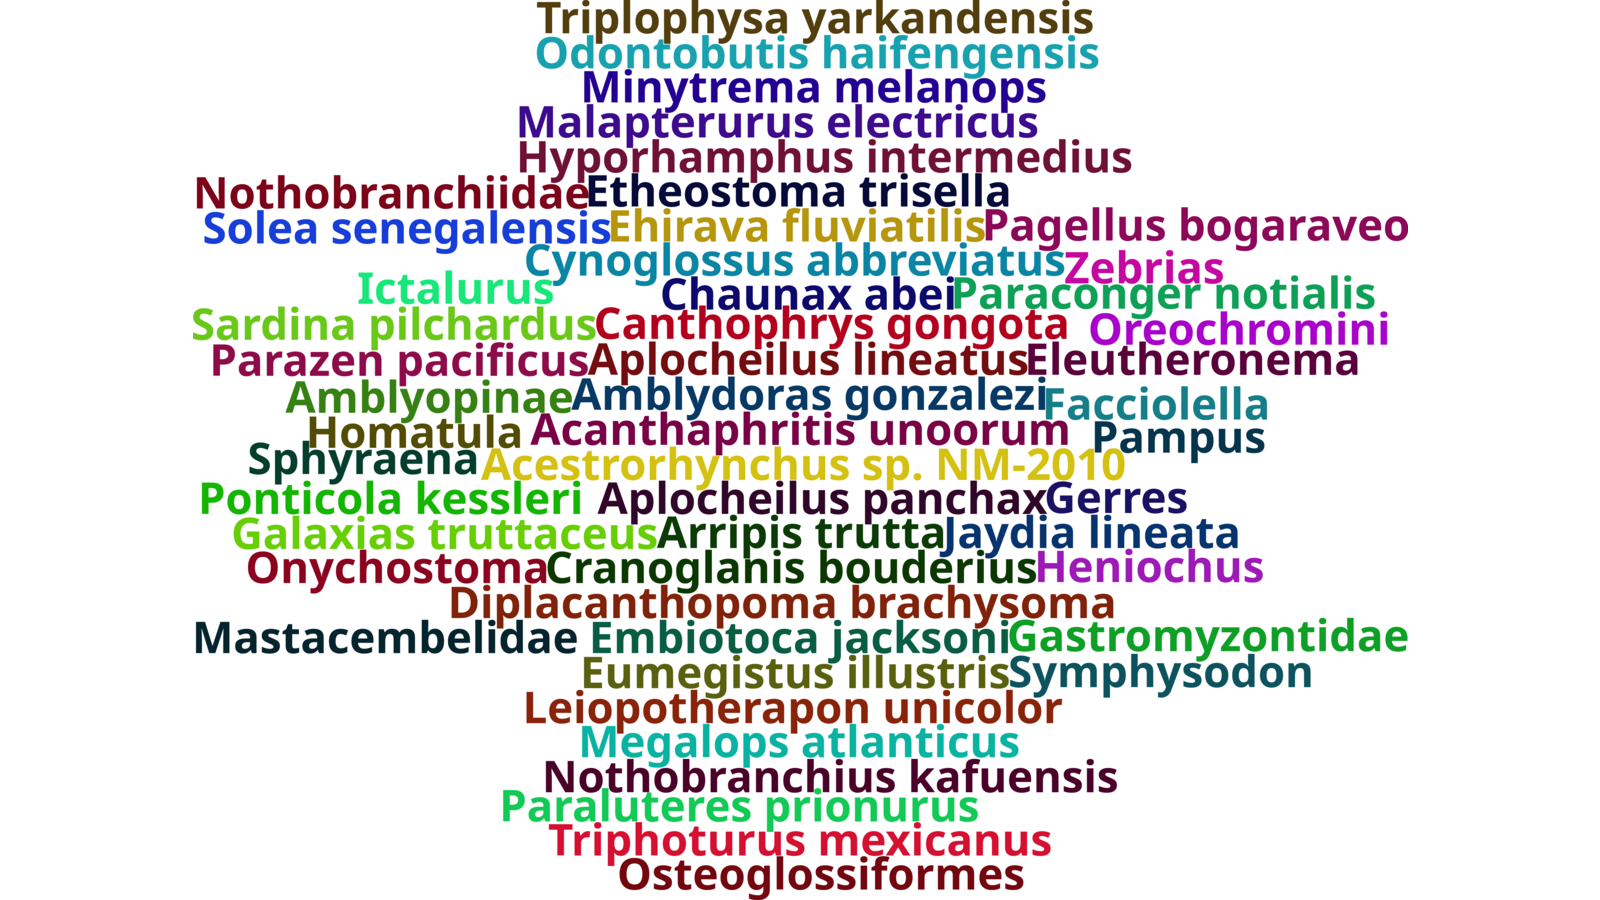 Triplophysa yarkandensis
Odontobutis haifengensis
Minytrema melanops
Malapterurus electricus
Hyporhamphus intermedius
Nothobranchiidae Etheostoma trisella
Solea senegalensis Ehirava fluviatilis Pagellus bogaraveo
Cynoglossus abbreviatus Zebrias
Ictalurus Chaunax abei Paraconger notialis
Sardina pilchardus Canthophrys gongota Oreochromini
Parazen pacificus Aplocheilus lineatus Eleutheronema
Amblyopinae Amblydoras gonzalezi Facciolella
Homatula Acanthaphritis unoorum Pampus
Sphyraena Acestrorhynchus sp. NM-2010
Ponticola kessleri Aplocheilus panchax Gerres
Galaxias truttaceus Arripis trutta Jaydia lineata
Onychostoma Cranoglanis bouderius Heniochus
Diplacanthopoma brachysoma
Mastacembelidae Embiotoca jacksoni Gastromyzontidae
Eumegistus illustris Symphysodon
Leiopotherapon unicolor
Megalops atlanticus
Nothobranchius kafuensis
Paraluteres prionurus
Triphoturus mexicanus
Osteoglossiformes